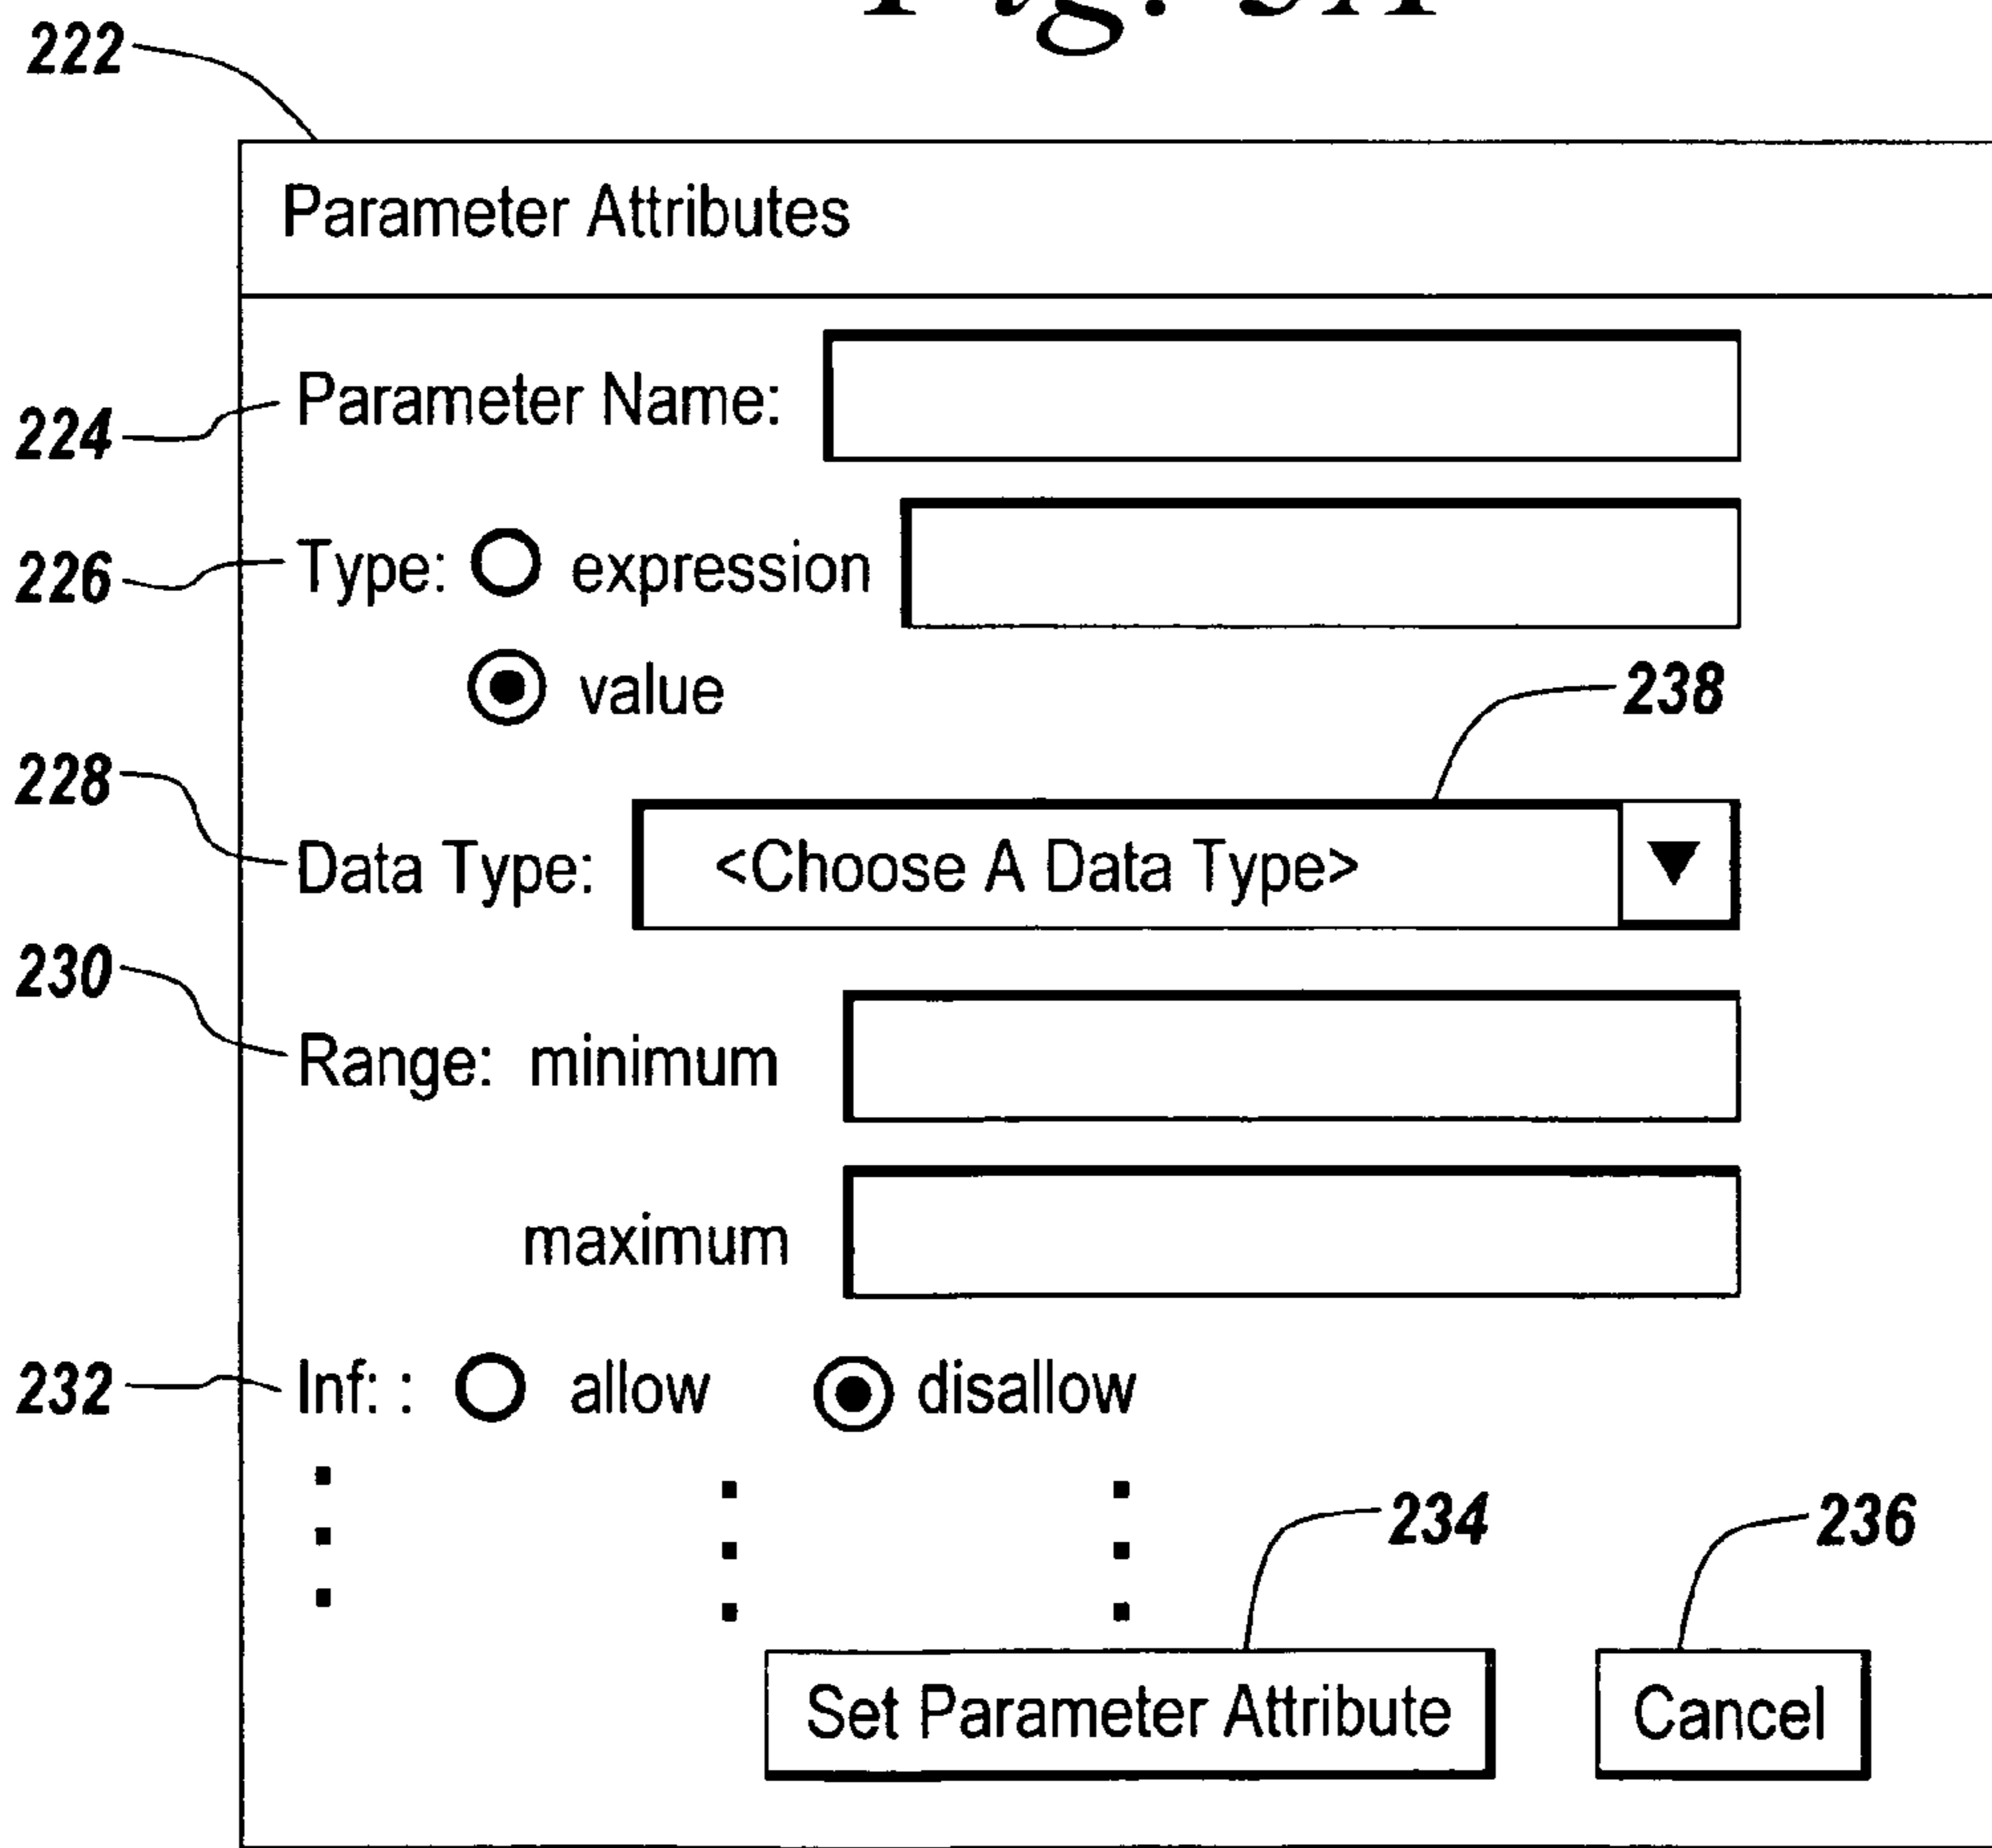 222
Parameter Attributes
224 Parameter Name:
226 Type: expression
value
238
228 Data Type: <Choose A Data Type>
230 Range: minimum
maximum
232 Inf: : allow disallow
234 236
Set Parameter Attribute Cancel